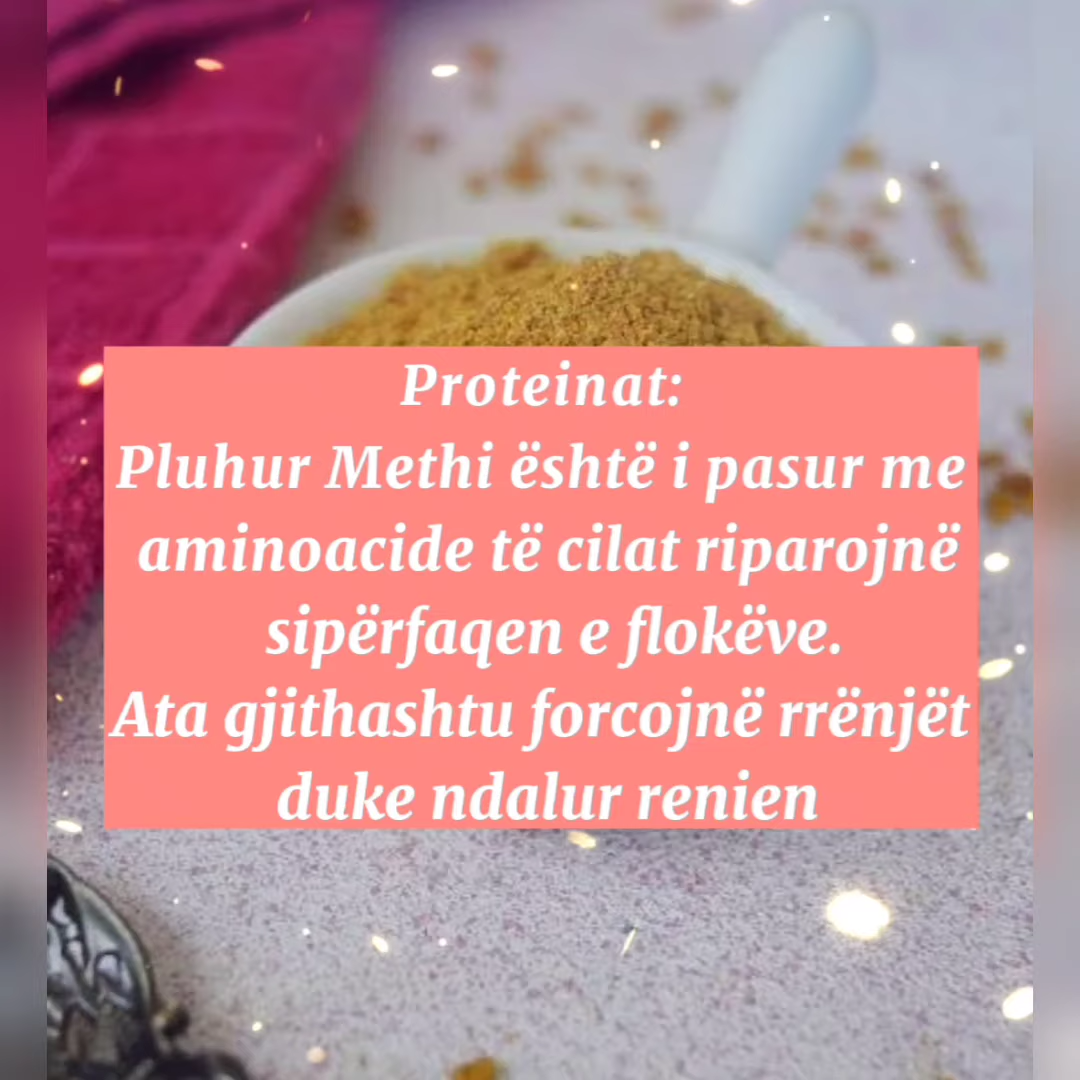 Proteinat:
Pluhur Methi është i pasur me
aminoacide të cilat riparojnë
sipërfaqen e flokëve.
Ata gjithashtu forcojnë rrënjët
duke ndalur renien